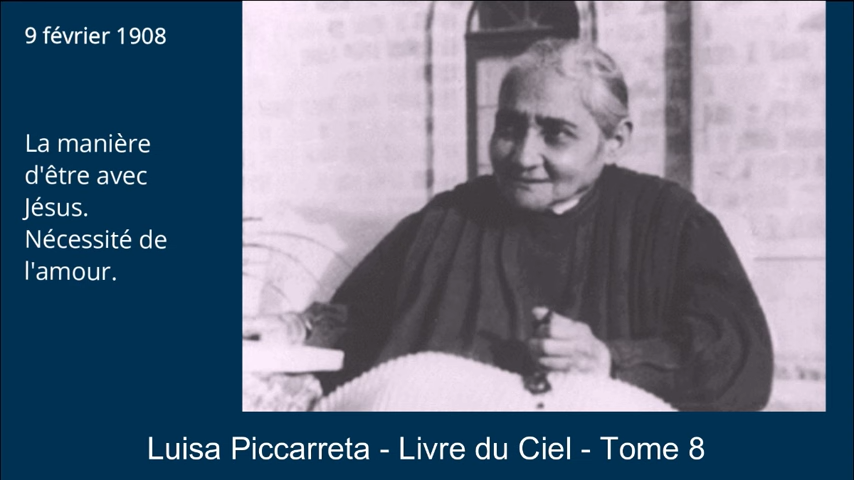 9 février 1908
La manière
d'être avec
Jésus.
Nécessité de
l'amour.
Luisa Piccarreta - Livre du Ciel - Tome 8